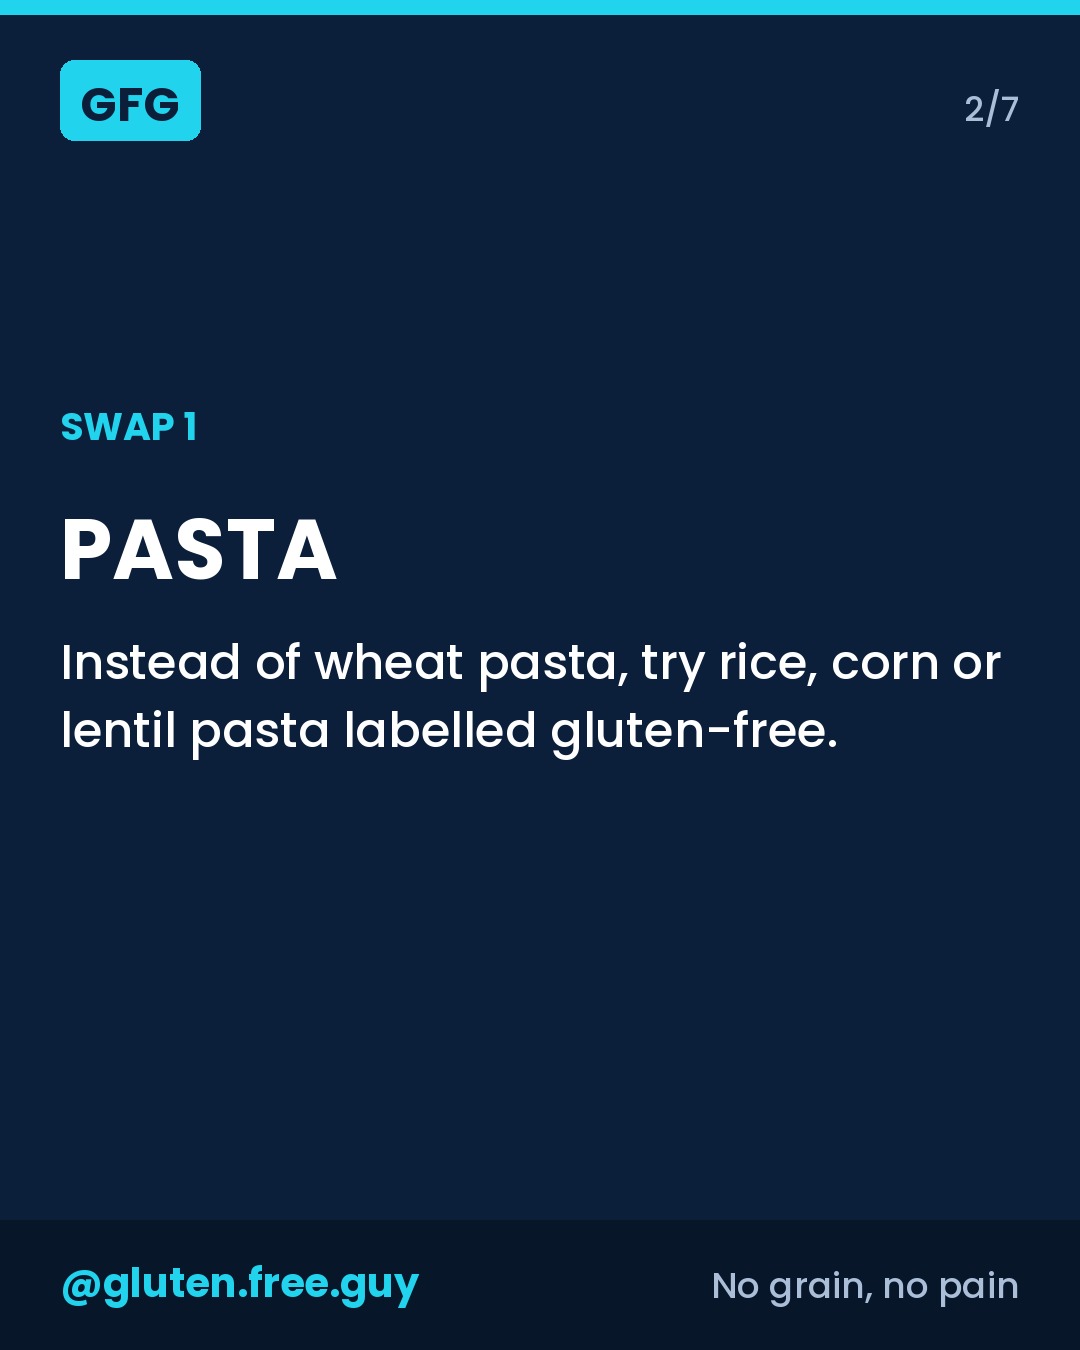 GFG
2/7
SWAP 1
PASTA
Instead of wheat pasta, try rice, corn or
lentil pasta labelled gluten-free.
@gluten.free.guy
No grain, no pain